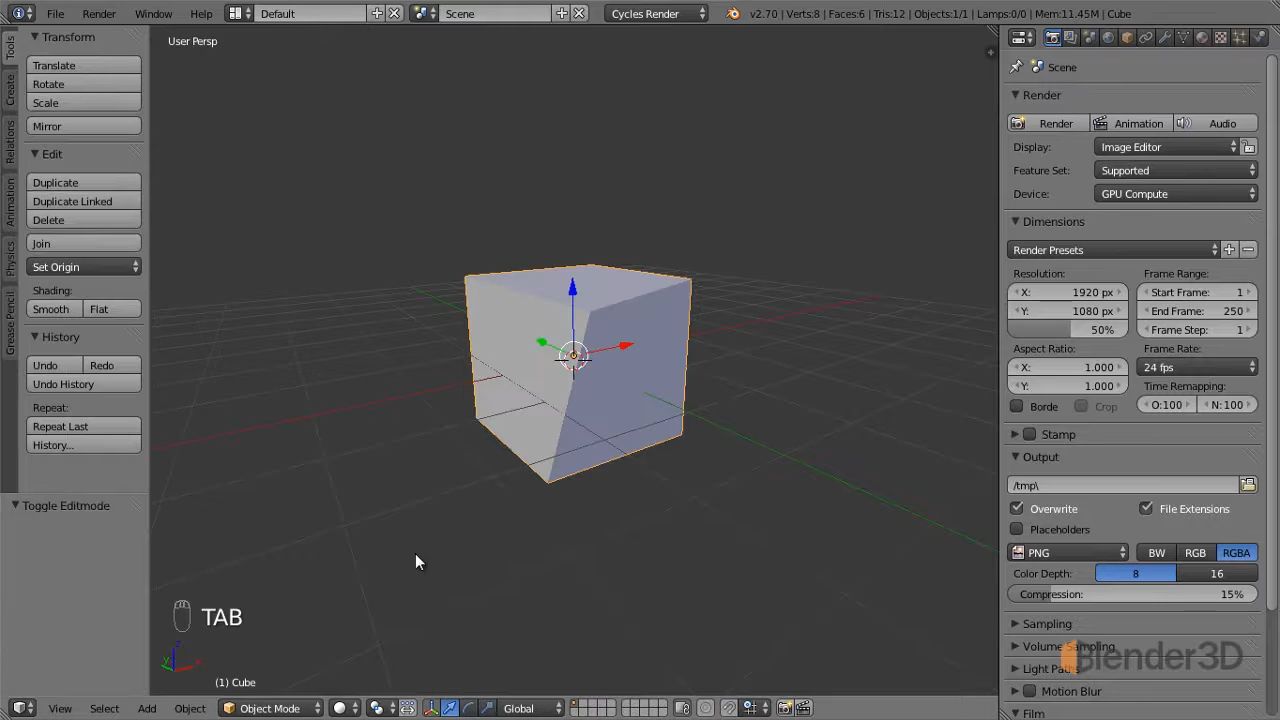 File Render Window Help Default Scene Cycles Render v2.70 | Verts:8 | Faces:6 | Tris:12 | Objects:1/1 | Lamps:0/0 | Mem:11.45M | Cube
User Persp
Tools
Create
Relations
Animation
Physics
Grease Pencil
Transform
Translate
Rotate
Scale
Mirror
Edit
Duplicate
Duplicate Linked
Delete
Join
Set Origin
Shading:
Smooth Flat
History
Undo Redo
Undo History
Repeat:
Repeat Last
History...
Toggle Editmode
TAB
z
y x
(1) Cube
View Select Add Object Object Mode Global
Scene
Render
Render Animation Audio
Display: Image Editor
Feature Set: Supported
Device: GPU Compute
Dimensions
Render Presets
Resolution: Frame Range:
X: 1920 px Start Frame: 1
Y: 1080 px End Frame: 250
50% Frame Step: 1
Aspect Ratio: Frame Rate:
X: 1.000 24 fps
Y: 1.000 Time Remapping:
Borde Crop O:100 N:100
Stamp
Output
/tmp\
Overwrite File Extensions
Placeholders
PNG BW RGB RGBA
Color Depth: 8 16
Compression: 15%
Sampling
Volume Sampling
Blender3D
Light Paths
Motion Blur
Film